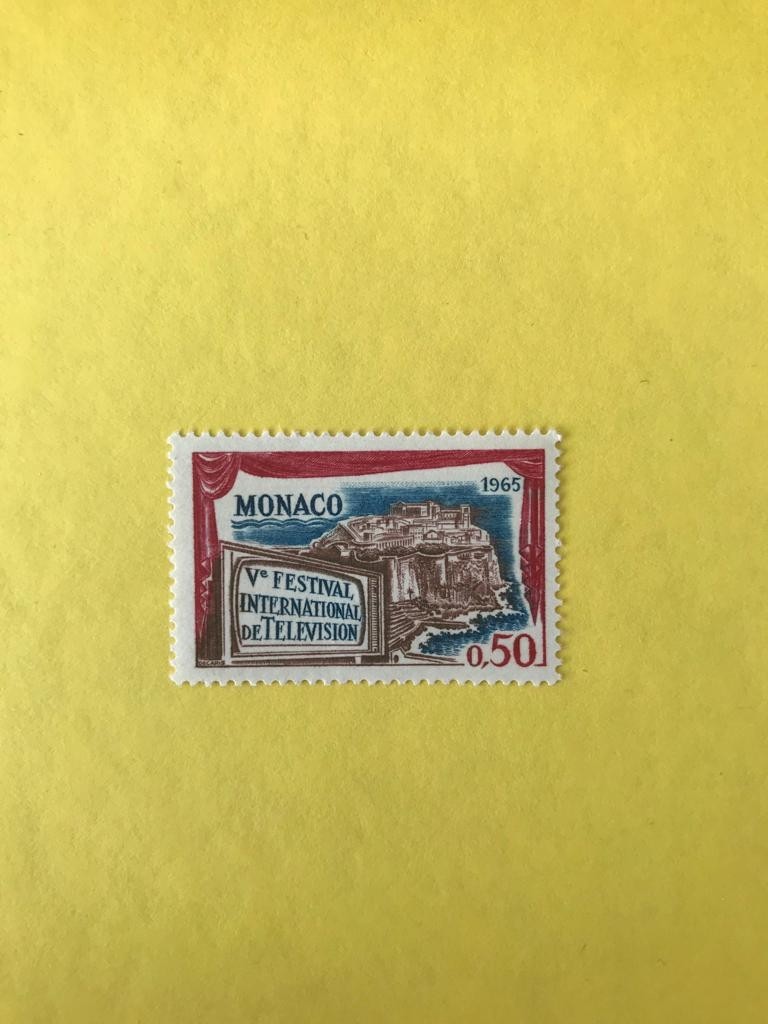 MONACO
1965
Ve FESTIVAL
INTERNATIONAL
DE TELEVISION
0,50